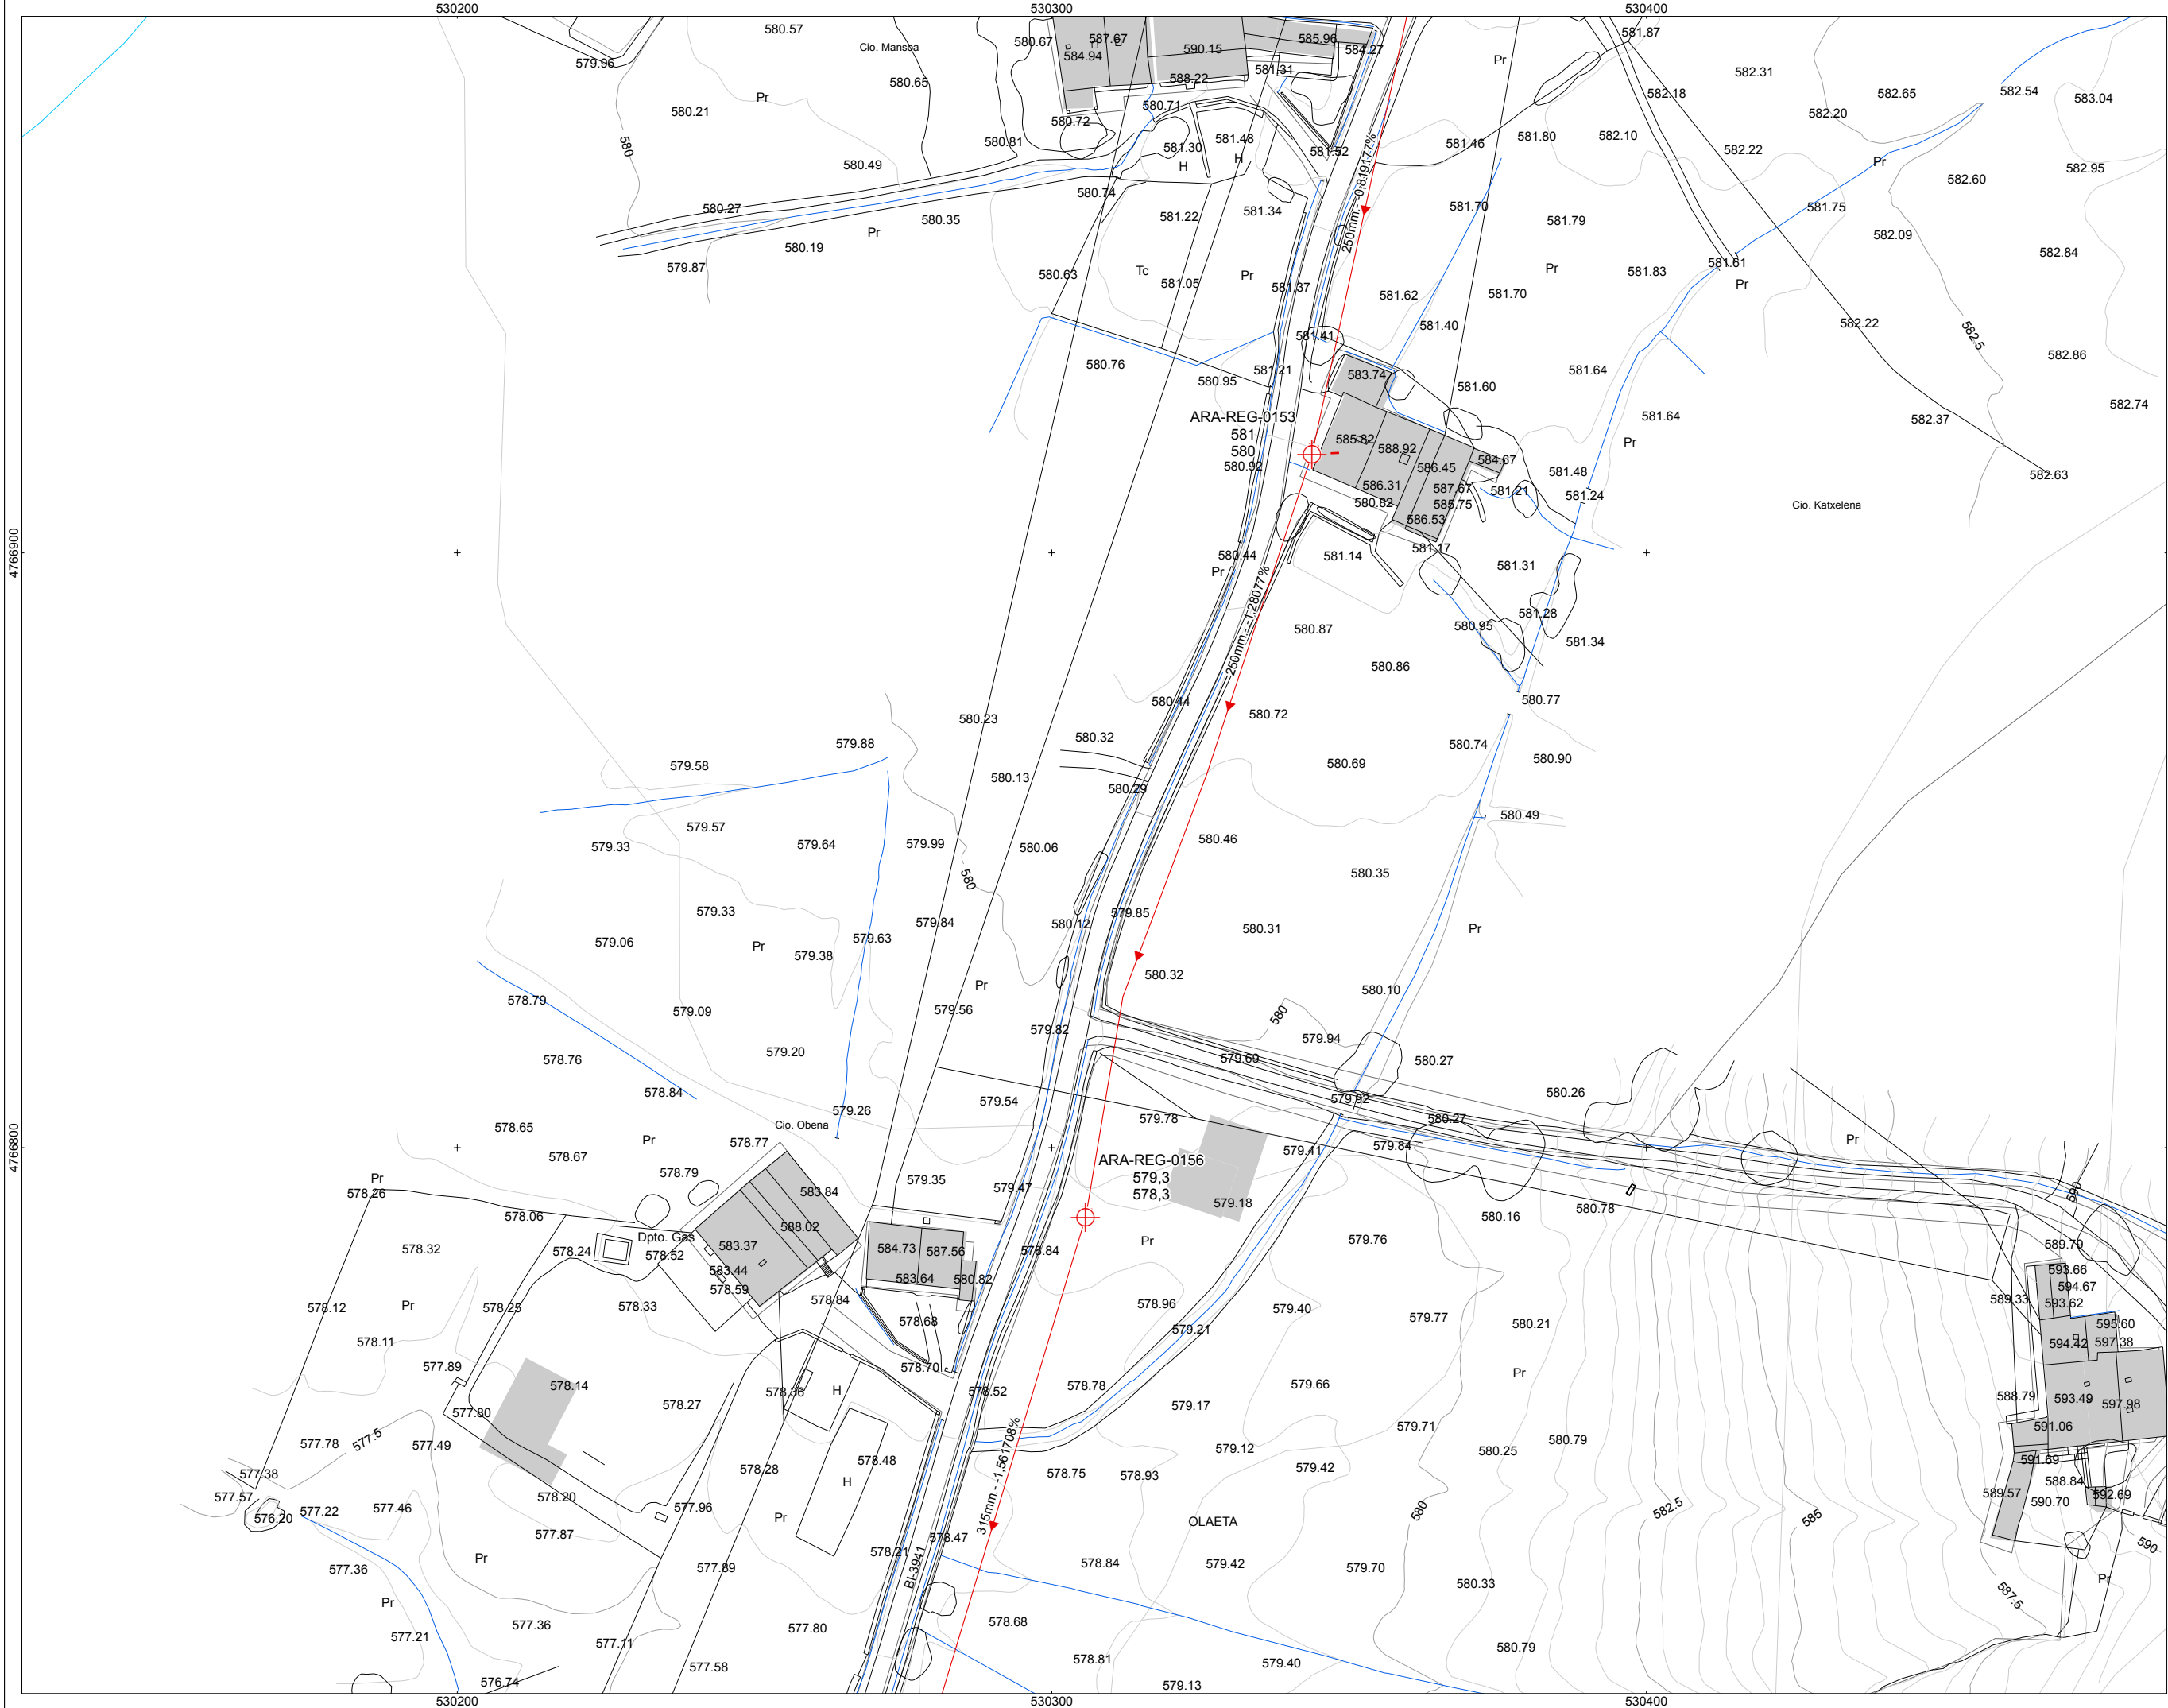 530200 530300 530400
580.57 Cio. Mansoa 580.67 587.67 584.94 590.15 585.96 584.27 581.87
579.96 580.65 588.22 581.31 Pr 582.31
580.21 Pr 580.71 582.18 582.65 582.54 583.04
580.72 582.20
580 580.81 581.48 581.52 581.46 581.80 582.10
580.49 581.30 H H 582.22 Pr 582.95
580.27 580.74 582.60
580.35 581.22 581.34 581.70 581.79 581.75
580.19 Pr 250mm.- -0.819177% 582.09
579.87 580.63 Tc Pr Pr 581.83 581.61 582.84
581.05 581.37 581.62 581.70 Pr
581.41 581.40 582.22 582.5
580.76 581.21 583.74 581.64 582.86
580.95 581.60
ARA-REG-0153 581.64 582.37 582.74
581
580
580.92 585.82 588.92 Pr
586.45 584.67 581.48 582.63
586.31 587.67 581.21 581.24
580.82 585.75 Cio. Katxelena
586.53
4766900
580.44 581.14 581.17
Pr 581.31
250mm.- -1.28077%
580.87 580.95 581.28
580.86 581.34
580.44 580.77
580.23 580.72
579.88 580.32 580.74
579.58 580.13 580.69 580.90
580.29
579.57 580.49
579.33 579.64 579.99 580.06 580.46
580 580.35
579.33 579.84 580.12 579.85
579.06 579.63 580.31 Pr
Pr 579.38
580.32
578.79 Pr 580.10
579.09 579.56 580
579.82 579.94
578.76 579.20 579.69 580.27
578.84 579.54 579.92 580.26
579.26 579.78 580.27
578.65 Cio. Obena
4766800
Pr 578.77 579.41 579.84 Pr
578.67 ARA-REG-0156
Pr 578.79 579.35 579,3
578.26 583.84 579.47 578,3 579.18 590
578.06 588.02 580.16 580.78
Dpto. Gas
578.32 578.24 578.52 583.37 584.73 587.56 578.84 Pr 579.76 589.79
583.44 583.64 580.82 593.66
578.59 594.67
578.12 Pr 578.25 578.33 578.84 578.96 579.40 589.33 593.62
578.68 579.77 580.21 595.60
578.11 579.21 594.42 597.38
577.89 578.70 Pr
578.14 578.36 H 578.52 578.78 579.66 588.79 593.49
577.80 578.27 579.17 597.98
577.5 579.71 591.06
577.78 577.49 579.12 580.25 580.79
577.38 578.28 578.48 578.75 578.93 579.42 591.69
H 588.84
577.57 577.22 577.46 578.20 577.96 315mm.- -1.561708% 582.5 589.57 590.70 592.69
576.20 Pr OLAETA 580 585
577.87 578.47
Pr 578.21 590
577.36 577.89 BI-3941 578.84 579.42 579.70 580.33 587.5 Pr
Pr
577.36 577.80 578.68
577.21 577.11 580.79
577.58 578.81 579.40
576.74 579.13
530200 530300 530400